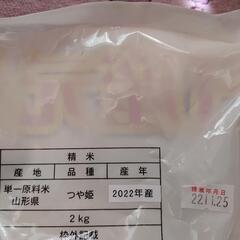 精米
産地 品種 産年
単一原料米
山形県 つや姫 2022年産
2kg
精米年月日
22.11.25